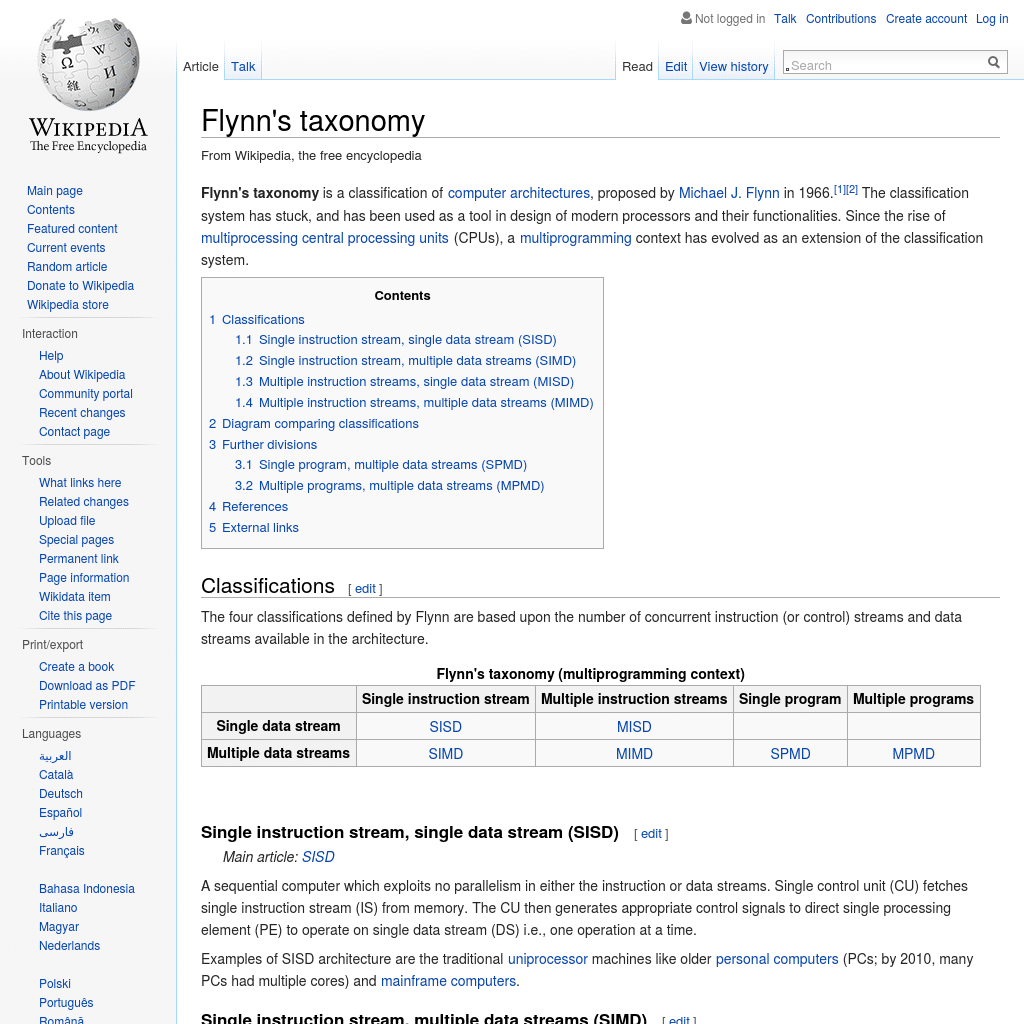 Not logged in Talk Contributions Create account Log in
Article Talk
Read Edit View history
Search
WIKIPEDIA
The Free Encyclopedia
Main page
Contents
Featured content
Current events
Random article
Donate to Wikipedia
Wikipedia store
Interaction
Help
About Wikipedia
Community portal
Recent changes
Contact page
Tools
What links here
Related changes
Upload file
Special pages
Permanent link
Page information
Wikidata item
Cite this page
Print/export
Create a book
Download as PDF
Printable version
Languages
العربية
Català
Deutsch
Español
فارسی
Français
Bahasa Indonesia
Italiano
Magyar
Nederlands
Polski
Português
Română
Flynn's taxonomy
From Wikipedia, the free encyclopedia
Flynn's taxonomy is a classification of computer architectures, proposed by Michael J. Flynn in 1966.[1][2] The classification
system has stuck, and has been used as a tool in design of modern processors and their functionalities. Since the rise of
multiprocessing central processing units (CPUs), a multiprogramming context has evolved as an extension of the classification
system.
Contents
1 Classifications
1.1 Single instruction stream, single data stream (SISD)
1.2 Single instruction stream, multiple data streams (SIMD)
1.3 Multiple instruction streams, single data stream (MISD)
1.4 Multiple instruction streams, multiple data streams (MIMD)
2 Diagram comparing classifications
3 Further divisions
3.1 Single program, multiple data streams (SPMD)
3.2 Multiple programs, multiple data streams (MPMD)
4 References
5 External links
Classifications [ edit ]
The four classifications defined by Flynn are based upon the number of concurrent instruction (or control) streams and data
streams available in the architecture.
Flynn's taxonomy (multiprogramming context)
Single instruction stream Multiple instruction streams Single program Multiple programs
Single data stream SISD MISD
Multiple data streams SIMD MIMD SPMD MPMD
Single instruction stream, single data stream (SISD) [ edit ]
Main article: SISD
A sequential computer which exploits no parallelism in either the instruction or data streams. Single control unit (CU) fetches
single instruction stream (IS) from memory. The CU then generates appropriate control signals to direct single processing
element (PE) to operate on single data stream (DS) i.e., one operation at a time.
Examples of SISD architecture are the traditional uniprocessor machines like older personal computers (PCs; by 2010, many
PCs had multiple cores) and mainframe computers.
Single instruction stream, multiple data streams (SIMD) [ edit ]